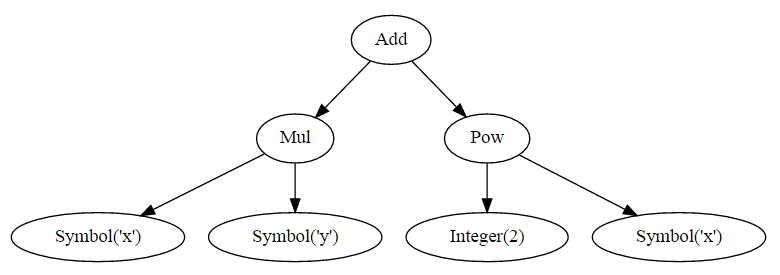 Add
Mul
Pow
Symbol('x')
Symbol('y')
Integer(2)
Symbol('x')